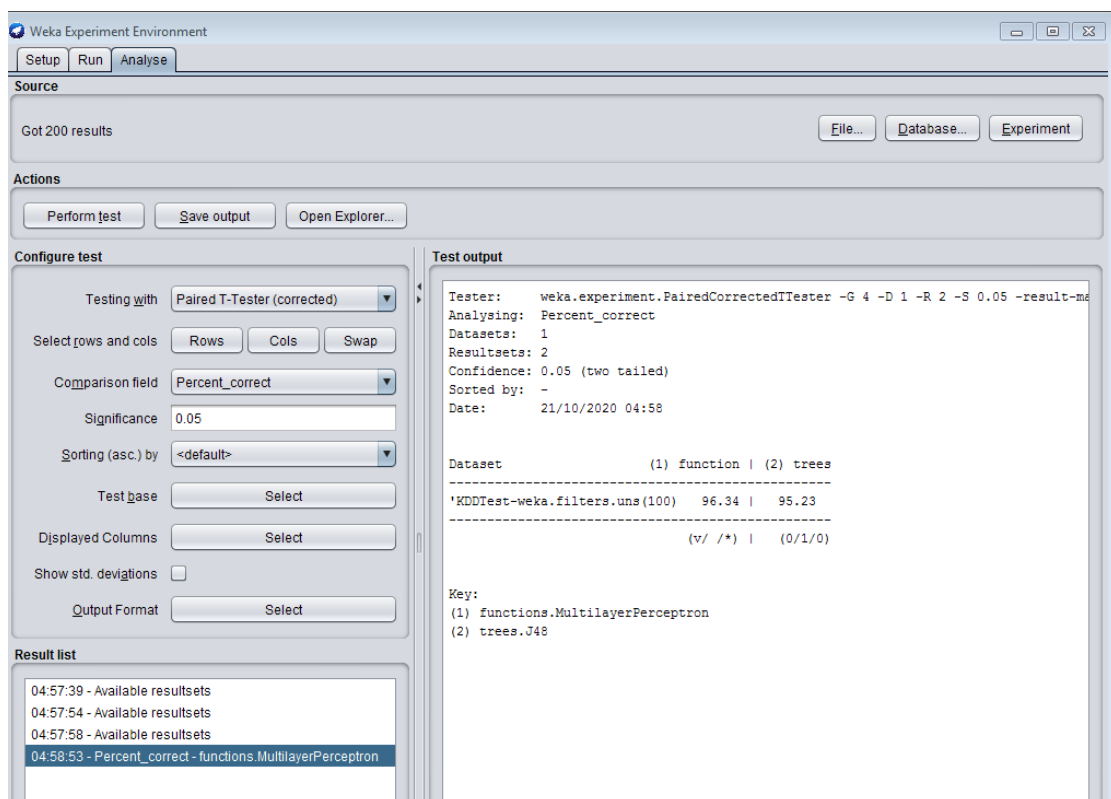 Weka Experiment Environment
Setup Run Analyse
Source
Got 200 results
File... Database... Experiment
Actions
Perform test Save output Open Explorer...
Configure test
Testing with Paired T-Tester (corrected)
Select rows and cols Rows Cols Swap
Comparison field Percent_correct
Significance 0.05
Sorting (asc.) by <default>
Test base Select
Displayed Columns Select
Show std. deviations
Output Format Select
Result list
04:57:39 - Available resultsets
04:57:54 - Available resultsets
04:57:58 - Available resultsets
04:58:53 - Percent_correct - functions.MultilayerPerceptron
Test output
Tester: weka.experiment.PairedCorrectedTTester -G 4 -D 1 -R 2 -S 0.05 -result-ma
Analysing: Percent_correct
Datasets: 1
Resultsets: 2
Confidence: 0.05 (two tailed)
Sorted by: -
Date: 21/10/2020 04:58
Dataset (1) function | (2) trees
--------------------------------------------------
'KDDTest-weka.filters.uns(100) 96.34 | 95.23
--------------------------------------------------
(v/ /*) | (0/1/0)
Key:
(1) functions.MultilayerPerceptron
(2) trees.J48